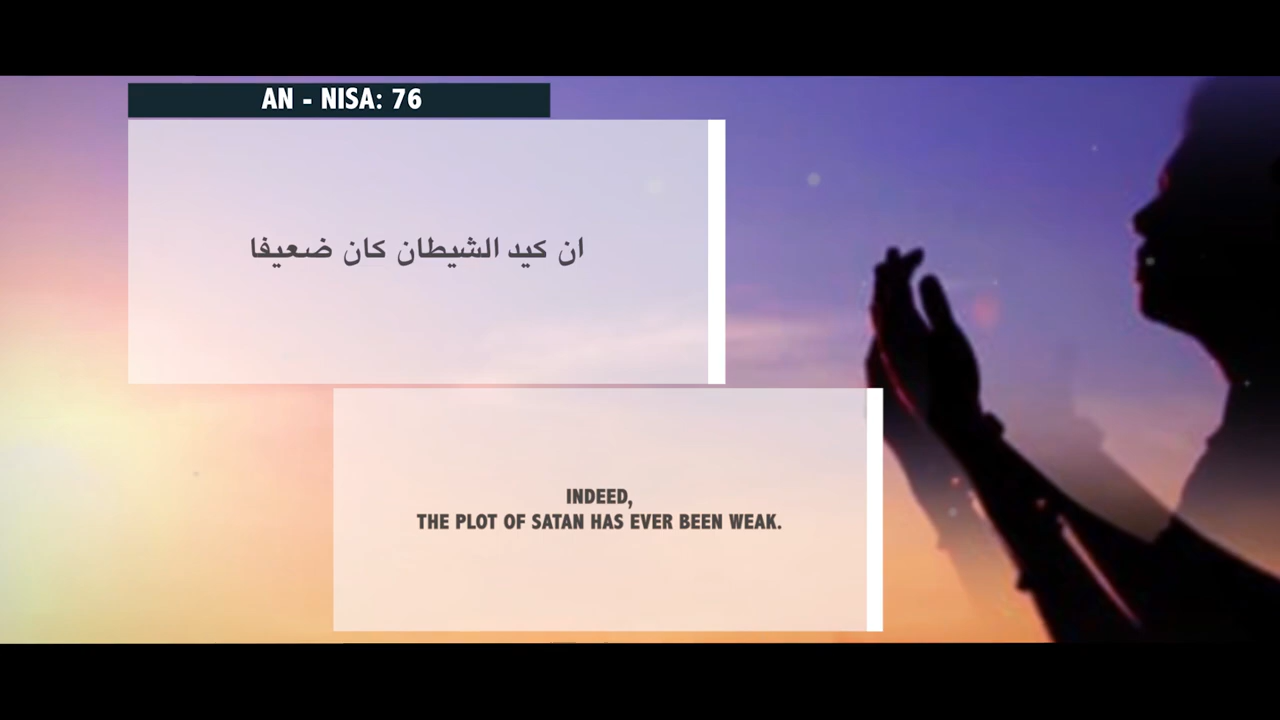 AN - NISA: 76
ان كيد الشيطان كان ضعيفا
INDEED,
THE PLOT OF SATAN HAS EVER BEEN WEAK.